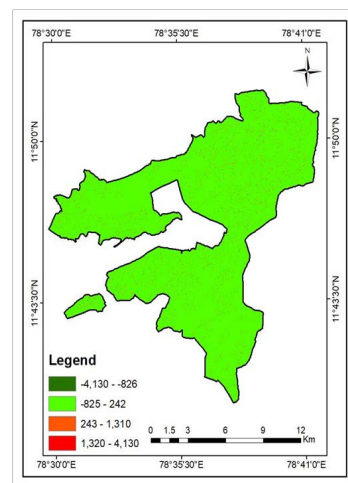 78°30'0"E 78°35'30"E 78°41'0"E
N
11°50'0"N 11°50'0"N
11°43'30"N 11°43'30"N
Legend
-4,130 - -826
-825 - 242
243 - 1,310
1,320 - 4,130
0 1.5 3 6 9 12
Km
78°30'0"E 78°35'30"E 78°41'0"E